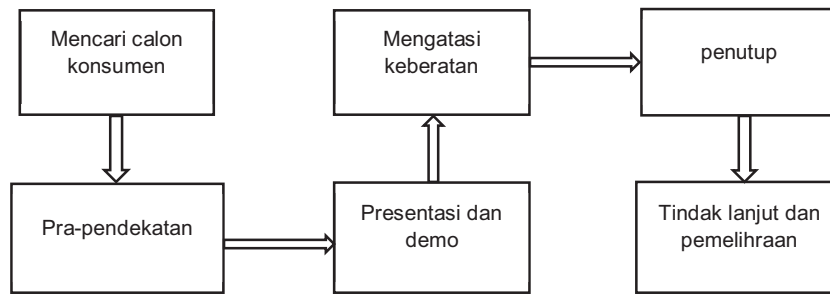 Mencari calon
konsumen
Mengatasi
keberatan
penutup
Pra-pendekatan
Presentasi dan
demo
Tindak lanjut dan
pemelihraan